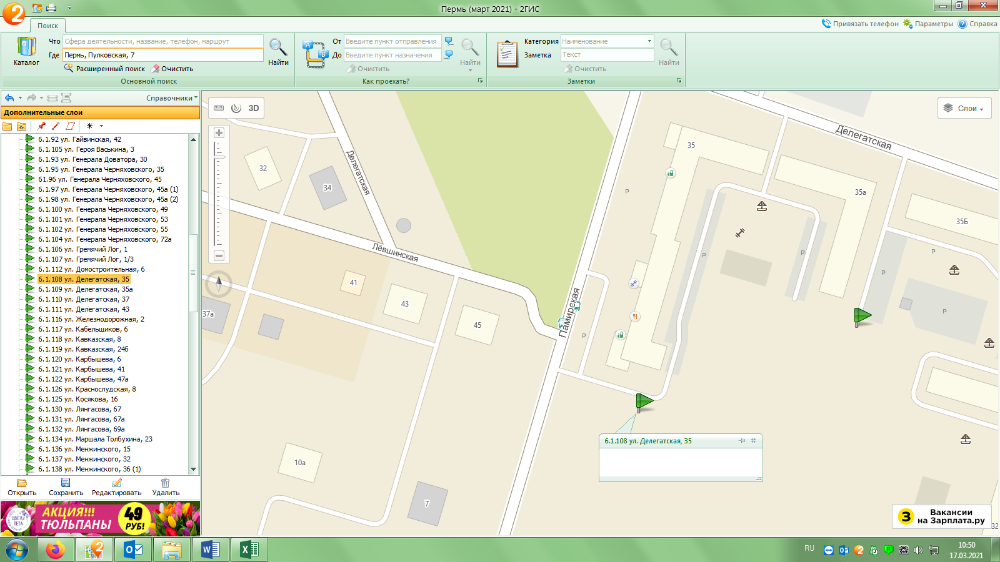 Пермь (март 2021) - 2ГИС
Поиск
Привязать телефон
Параметры
Справка
Каталог
Что
Сфера деятельности, название, телефон, маршрут
Где
Пермь, Пулковская, 7
Расширенный поиск
Очистить
Найти
Основной поиск
От
Введите пункт отправления
До
Введите пункт назначения
Очистить
Найти
Как проехать?
Категория
Наименование
Заметка
Текст
Очистить
Найти
Заметки
Справочники
Дополнительные слои
6.1.92 ул. Гайвинская, 42
6.1.105 ул. Героя Васькина, 3
6.1.93 ул. Генерала Доватора, 30
6.1.95 ул. Генерала Черняховского, 35
61.96 ул. Генерала Черняховского, 45
6.1.97 ул. Генерала Черняховского, 45а (1)
6.1.98 ул. Генерала Черняховского, 45а (2)
6.1.100 ул. Генерала Черняховского, 49
6.1.101 ул. Генерала Черняховского, 53
6.1.102 ул. Генерала Черняховского, 55
6.1.104 ул. Генерала Черняховского, 72а
6.1.106 ул. Гремячий Лог, 1
6.1.107 ул. Гремячий Лог, 1/3
6.1.112 ул. Домостроительная, 6
6.1.108 ул. Делегатская, 35
6.1.109 ул. Делегатская, 35а
6.1.110 ул. Делегатская, 37
6.1.111 ул. Делегатская, 43
6.1.116 ул. Железнодорожная, 2
6.1.117 ул. Кабельщиков, 6
6.1.118 ул. Кавказская, 8
6.1.119 ул. Кавказская, 24б
6.1.120 ул. Карбышева, 6
6.1.121 ул. Карбышева, 41
6.1.122 ул. Карбышева, 47а
6.1.126 ул. Краснослудская, 8
6.1.125 ул. Косякова, 16
6.1.130 ул. Лянгасова, 67
6.1.131 ул. Лянгасова, 67а
6.1.132 ул. Лянгасова, 69а
6.1.134 ул. Маршала Толбухина, 23
6.1.136 ул. Менжинского, 15
6.1.137 ул. Менжинского, 32
6.1.138 ул. Менжинского, 36 (1)
Открыть
Сохранить
Редактировать
Удалить
ЦВЕТЫ ЛЕТА
АКЦИЯ!!!
ТЮЛЬПАНЫ
49
РУБ!
3D
Слои
Делегатская
Делегатская
Лёвшинская
Памирская
32
34
35
35а
35Б
41
43
45
37а
10а
7
32
P
P
P
P
P
P
P
6.1.108 ул. Делегатская, 35
З
Вакансии
на Зарплата.ру
RU
10:50
17.03.2021